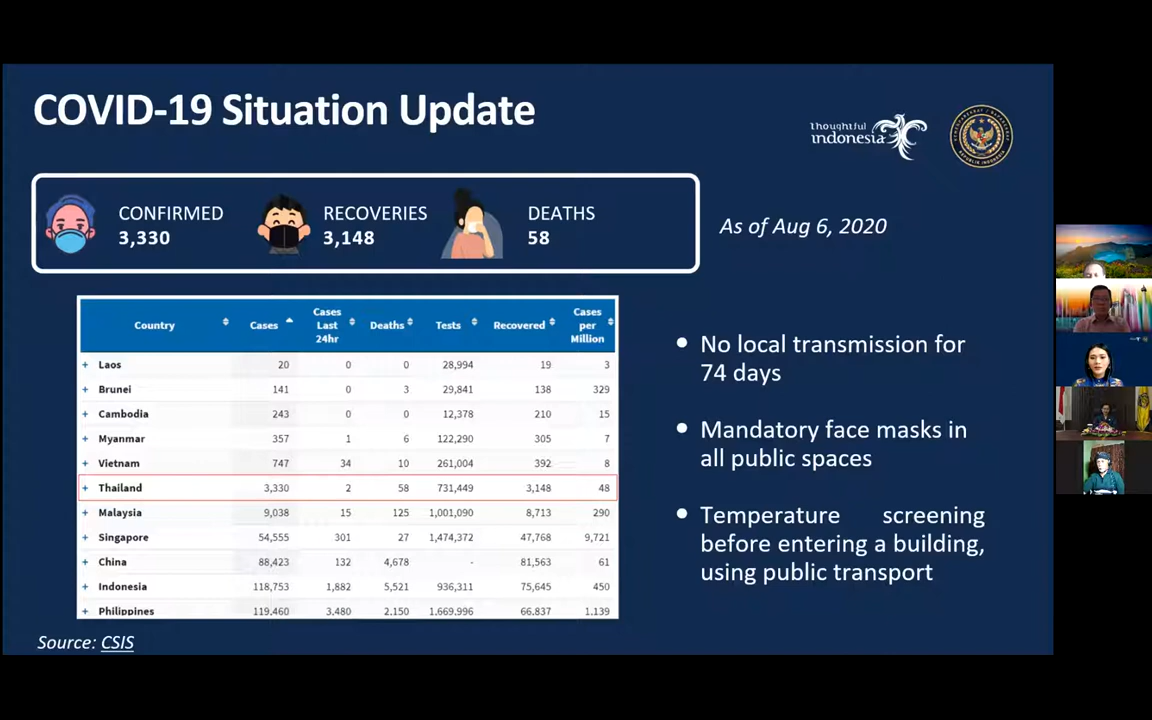 COVID-19 Situation Update
Thoughtful
indonesia
CONFIRMED
3,330
RECOVERIES
3,148
DEATHS
58
As of Aug 6, 2020
Country Cases Cases Last 24hr Deaths Tests Recovered Cases per Million
+ Laos 20 0 0 28,994 19 3
+ Brunei 141 0 3 29,841 138 329
+ Cambodia 243 0 0 12,378 210 15
+ Myanmar 357 1 6 122,290 305 7
+ Vietnam 747 34 10 261,004 392 8
+ Thailand 3,330 2 58 731,449 3,148 48
+ Malaysia 9,038 15 125 1,001,090 8,713 290
+ Singapore 54,555 301 27 1,474,372 47,768 9,721
+ China 88,423 132 4,678 - 81,563 61
+ Indonesia 118,753 1,882 5,521 936,311 75,645 450
+ Philippines 119,460 3,480 2,150 1,669,996 66,837 1,139
• No local transmission for
74 days
• Mandatory face masks in
all public spaces
• Temperature screening
before entering a building,
using public transport
Source: CSIS